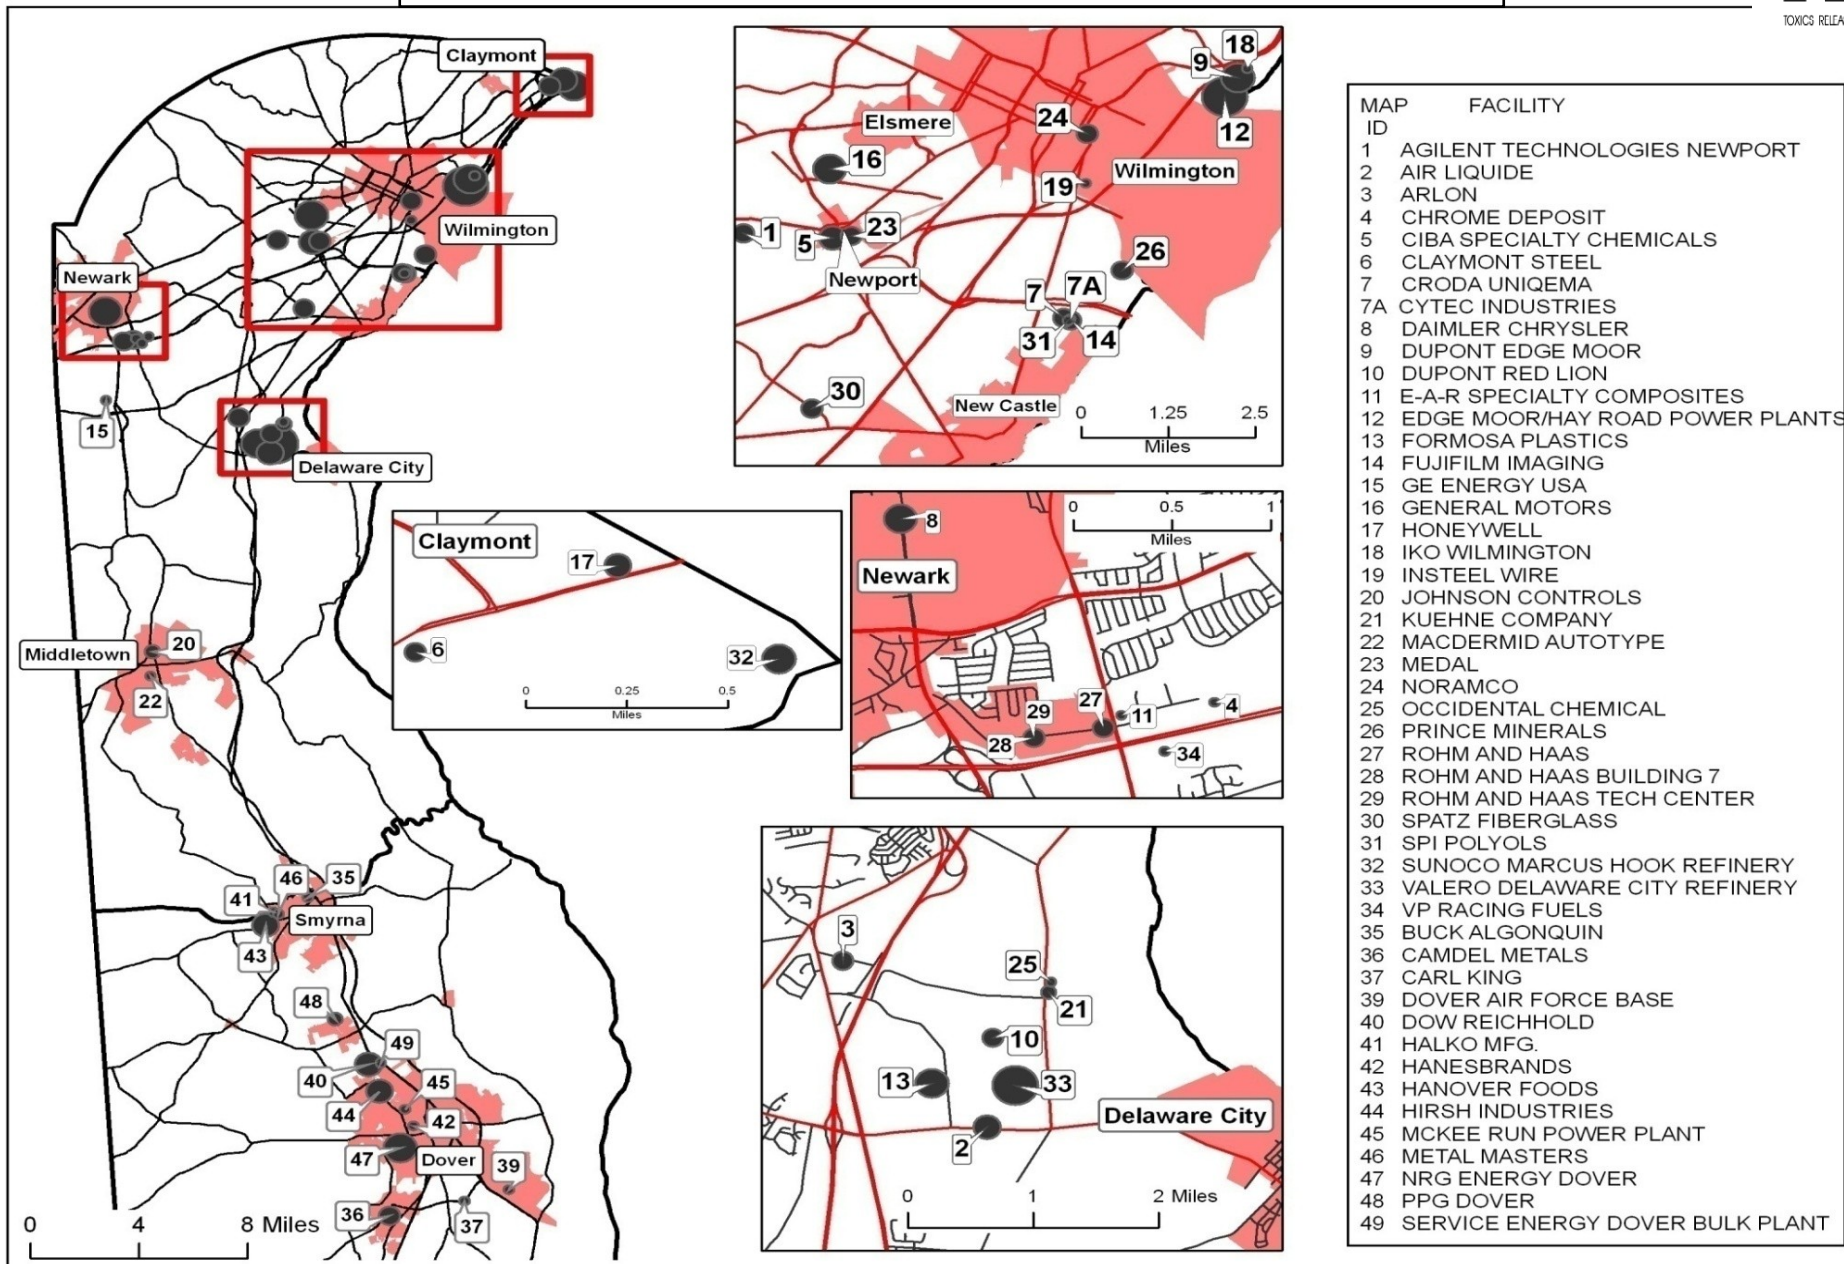 TOXICS RELEA
Claymont
Wilmington
Newark
15
Delaware City
Middletown
20
22
46
35
41
Smyrna
43
48
49
40
45
44
42
47
Dover
39
36
37
0 4 8 Miles
18
9
12
24
Elsmere
16
Wilmington
19
1
5
23
Newport
26
7
7A
31
14
30
New Castle
0 1.25 2.5
Miles
Claymont
17
6
32
0 0.25 0.5
Miles
8
0 0.5 1
Miles
Newark
29
27
11
4
28
34
3
25
21
10
13
33
2
Delaware City
0 1 2 Miles
MAP FACILITY
ID
1 AGILENT TECHNOLOGIES NEWPORT
2 AIR LIQUIDE
3 ARLON
4 CHROME DEPOSIT
5 CIBA SPECIALTY CHEMICALS
6 CLAYMONT STEEL
7 CRODA UNIQEMA
7A CYTEC INDUSTRIES
8 DAIMLER CHRYSLER
9 DUPONT EDGE MOOR
10 DUPONT RED LION
11 E-A-R SPECIALTY COMPOSITES
12 EDGE MOOR/HAY ROAD POWER PLANTS
13 FORMOSA PLASTICS
14 FUJIFILM IMAGING
15 GE ENERGY USA
16 GENERAL MOTORS
17 HONEYWELL
18 IKO WILMINGTON
19 INSTEEL WIRE
20 JOHNSON CONTROLS
21 KUEHNE COMPANY
22 MACDERMID AUTOTYPE
23 MEDAL
24 NORAMCO
25 OCCIDENTAL CHEMICAL
26 PRINCE MINERALS
27 ROHM AND HAAS
28 ROHM AND HAAS BUILDING 7
29 ROHM AND HAAS TECH CENTER
30 SPATZ FIBERGLASS
31 SPI POLYOLS
32 SUNOCO MARCUS HOOK REFINERY
33 VALERO DELAWARE CITY REFINERY
34 VP RACING FUELS
35 BUCK ALGONQUIN
36 CAMDEL METALS
37 CARL KING
39 DOVER AIR FORCE BASE
40 DOW REICHHOLD
41 HALKO MFG.
42 HANESBRANDS
43 HANOVER FOODS
44 HIRSH INDUSTRIES
45 MCKEE RUN POWER PLANT
46 METAL MASTERS
47 NRG ENERGY DOVER
48 PPG DOVER
49 SERVICE ENERGY DOVER BULK PLANT